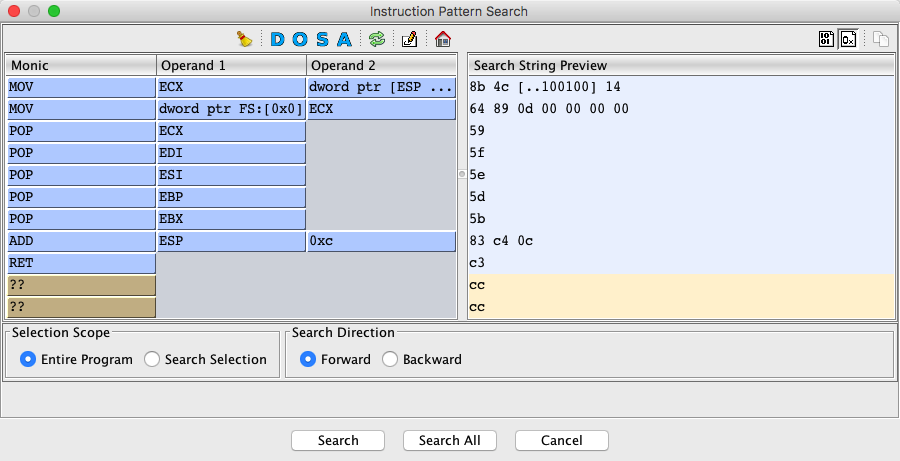 Instruction Pattern Search
D O S A
Monic Operand 1 Operand 2 Search String Preview
MOV ECX dword ptr [ESP ... 8b 4c [..100100] 14
MOV dword ptr FS:[0x0] ECX 64 89 0d 00 00 00 00
POP ECX 59
POP EDI 5f
POP ESI 5e
POP EBP 5d
POP EBX 5b
ADD ESP 0xc 83 c4 0c
RET c3
?? cc
?? cc
Selection Scope Search Direction
Entire Program Search Selection Forward Backward
Search Search All Cancel